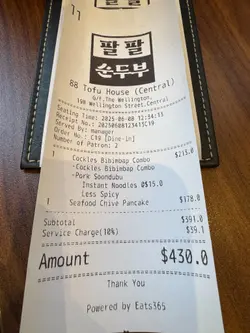 팔팔
순두부
88 Tofu House (Central)
G/F, The Wellington,
198 Wellington Street, Central
Seating Time: 2025-06-08 12:34:13
Receipt No.: 20250608123413C19
Served By: manager
Order No.: C19 [Dine-in]
Number of Patron: 2
1 Cockles Bibimbap Combo $213.0
-Cockles Bibimbap Combo
-Pork Soondubu
Instant Noodles @$15.0
Less Spicy
1 Seafood Chive Pancake $178.0
Subtotal $391.0
Service Charge(10%) $39.1
Amount $430.0
Thank You
Powered by Eats365